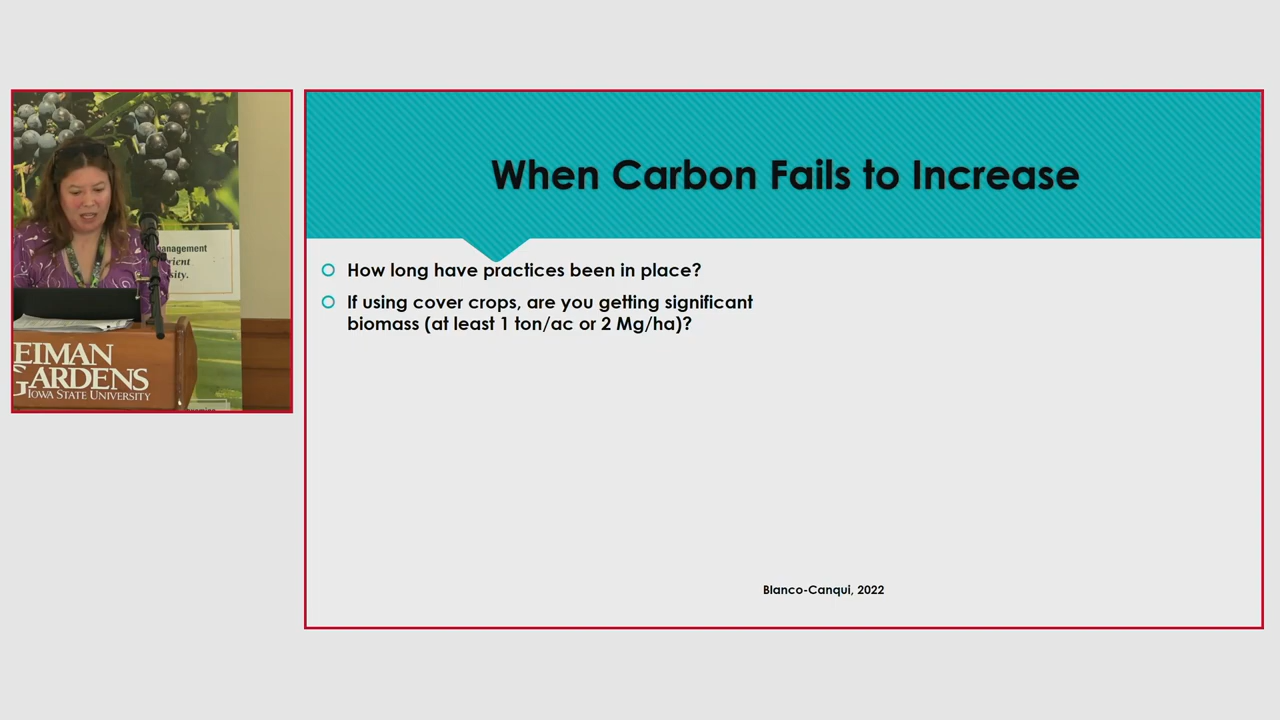 When Carbon Fails to Increase
How long have practices been in place?
If using cover crops, are you getting significant
biomass (at least 1 ton/ac or 2 Mg/ha)?
Blanco-Canqui, 2022
EIMAN
GARDENS
IOWA STATE UNIVERSITY